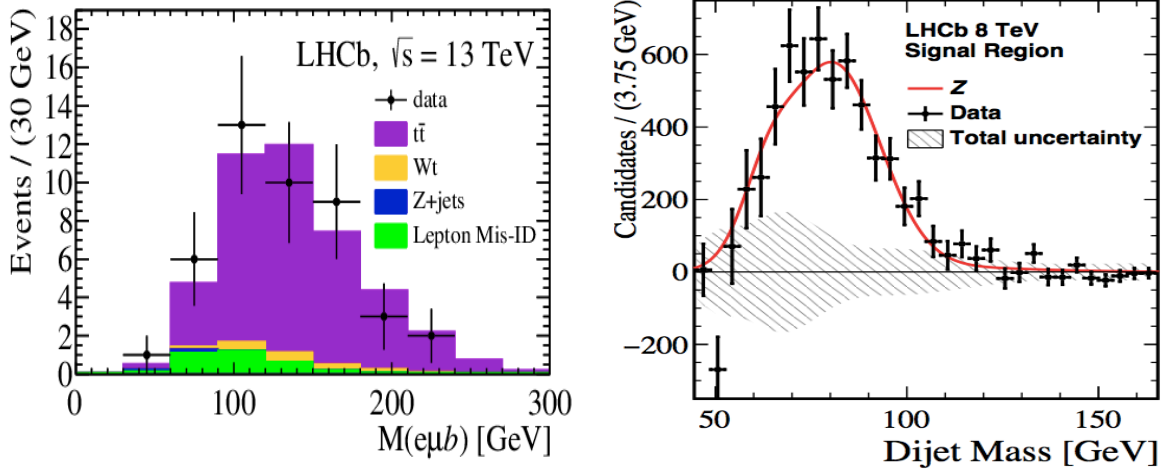 Events / (30 GeV)
18
16
14
12
10
8
6
4
2
0
LHCb, √s = 13 TeV
data
tt̄
Wt
Z+jets
Lepton Mis-ID
0 100 200 300
M(eμb) [GeV]
Candidates / (3.75 GeV)
600
400
200
0
−200
LHCb 8 TeV
Signal Region
Z
Data
Total uncertainty
50 100 150
Dijet Mass [GeV]